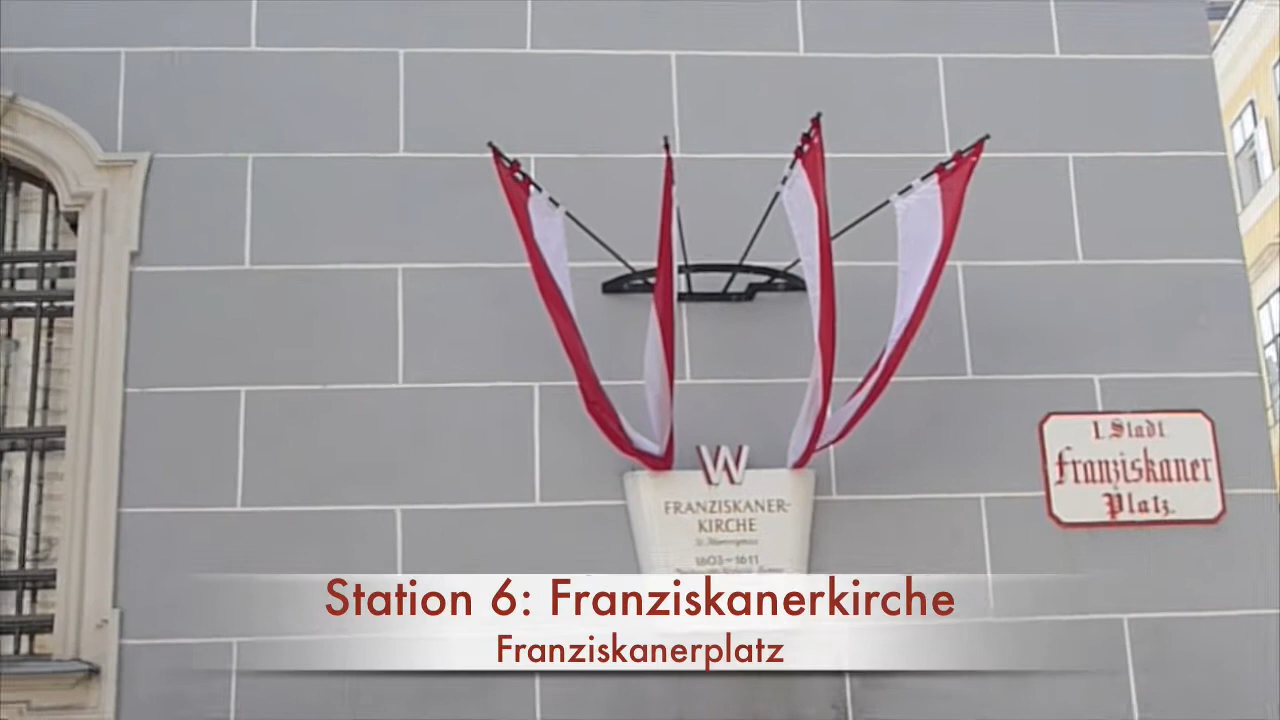 W
FRANZISKANER-
KIRCHE
1603–1611
I. Stadt
Franziskaner
Platz.
Station 6: Franziskanerkirche
Franziskanerplatz